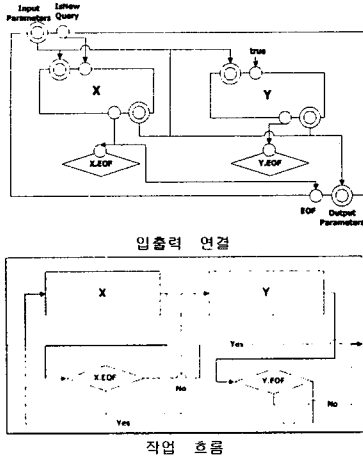 Input Parameters
IsNew Query
true
X
Y
X.EOF
Y.EOF
EOF
Output Parameters
입출력 연결
X
Y
Yes
X.EOF
No
Y.EOF
No
Yes
작업 흐름